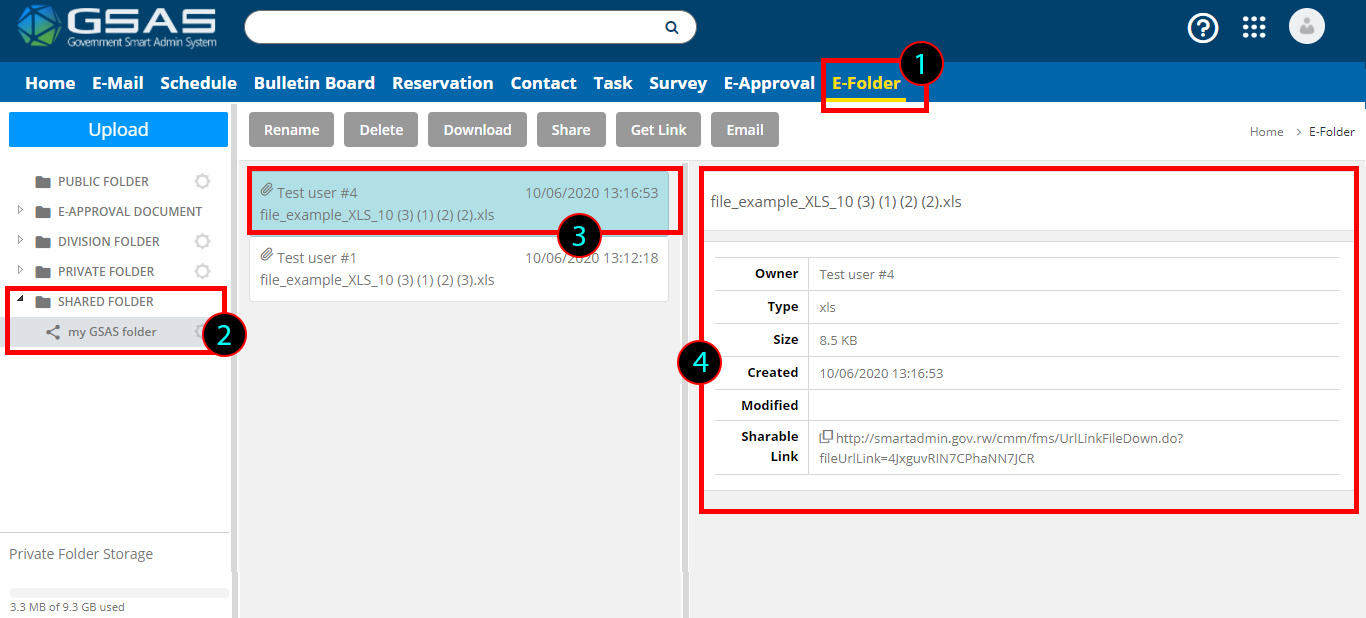 GSAS
Government Smart Admin System
Home E-Mail Schedule Bulletin Board Reservation Contact Task Survey E-Approval E-Folder
1
Upload
Rename Delete Download Share Get Link Email
Home > E-Folder
PUBLIC FOLDER
E-APPROVAL DOCUMENT
DIVISION FOLDER
PRIVATE FOLDER
SHARED FOLDER
my GSAS folder
2
Private Folder Storage
3.3 MB of 9.3 GB used
Test user #4 10/06/2020 13:16:53
file_example_XLS_10 (3) (1) (2) (2).xls
3
Test user #1 10/06/2020 13:12:18
file_example_XLS_10 (3) (1) (2) (3).xls
file_example_XLS_10 (3) (1) (2) (2).xls
4
Owner Test user #4
Type xls
Size 8.5 KB
Created 10/06/2020 13:16:53
Modified
Sharable Link http://smartadmin.gov.rw/cmm/fms/UrlLinkFileDown.do?
fileUrlLink=4JxguvRIN7CPhaNN7JCR